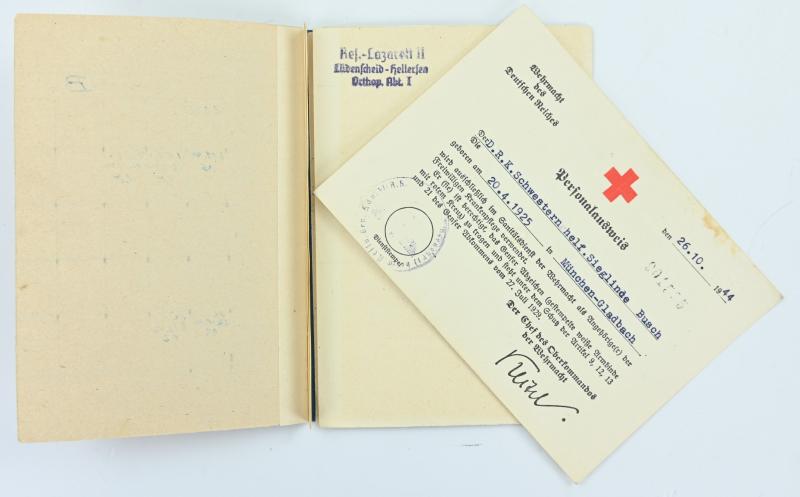 Res.-Lazarett II
Lüdenscheid-Hellersen
Orthop. Abt. I
Wehrmacht
des
Deutschen Reiches
Personalausweis
den 26.10. 1944
Der
Die D.R.K.Schwestern.helf.Sieglinde Busch
geboren am 20.4.1925 in München-Gladbach
wird ausschließlich im Sanitätsdienst der Wehrmacht als Angehörige(r) der
Freiwilligen Krankenpflege verwendet.
Er (sie) ist berechtigt, das Genfer Abzeichen (gestempelte weiße Armbinde
mit rotem Kreuz) zu tragen und steht unter dem Schutz der Artikel 9, 12, 13
und 21 des Genfer Abkommens vom 27. Juli 1929.
Der Chef des Oberkommandos
der Wehrmacht
Keitel.